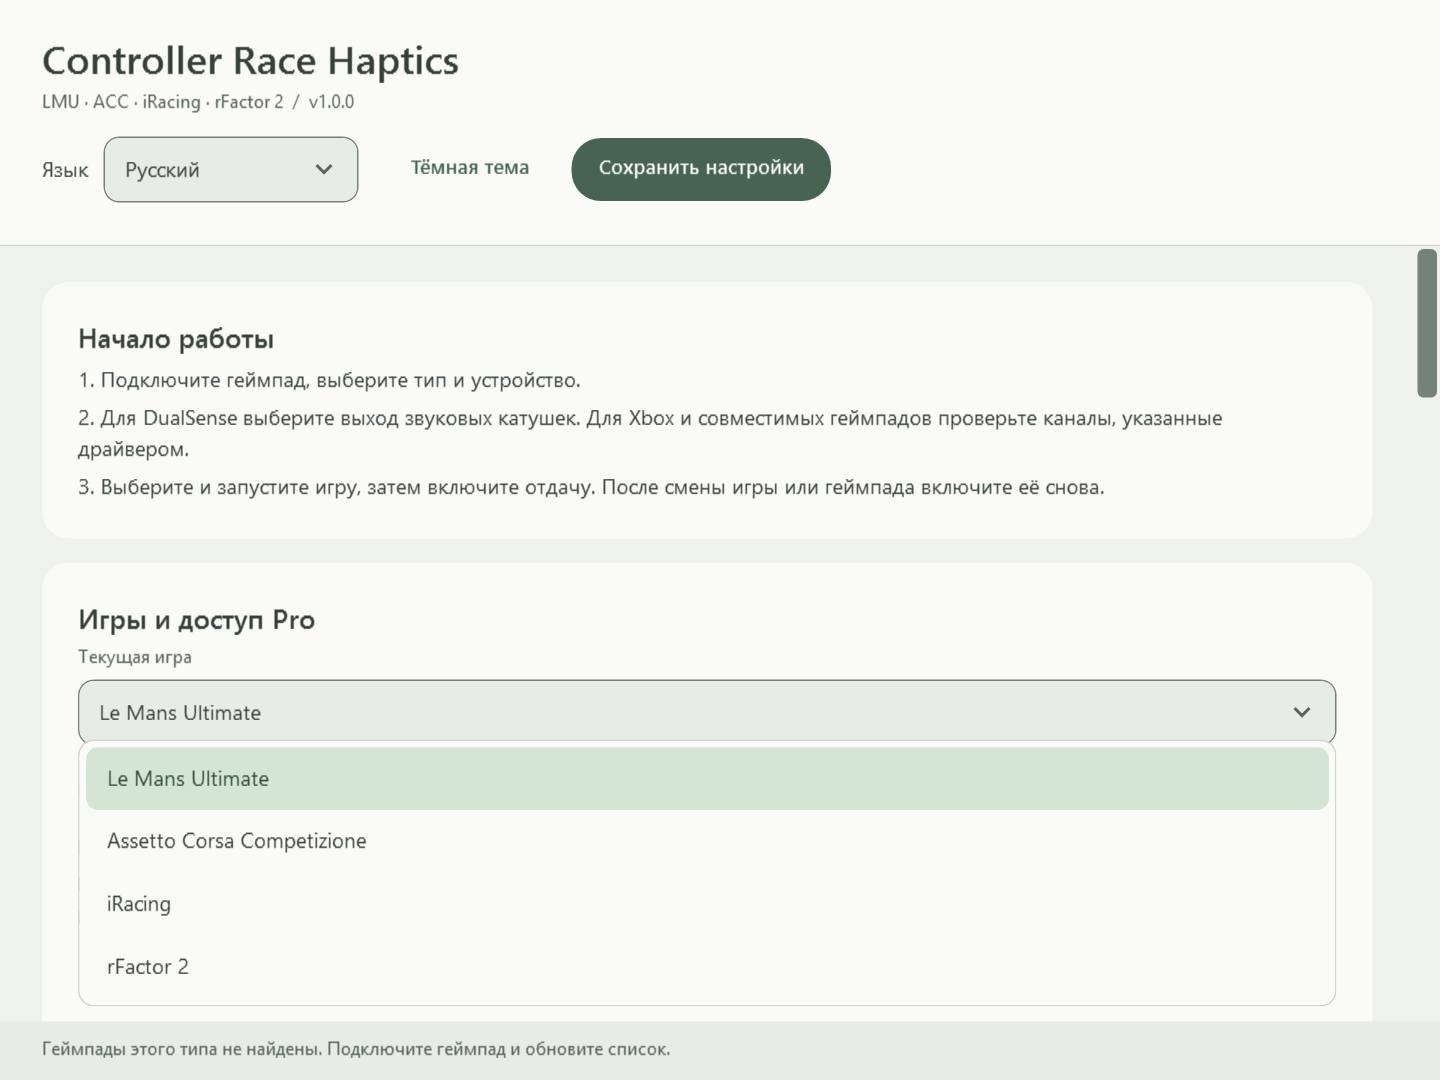 Controller Race Haptics
LMU · ACC · iRacing · rFactor 2 / v1.0.0
Язык
Русский
Тёмная тема
Сохранить настройки
Начало работы
1. Подключите геймпад, выберите тип и устройство.
2. Для DualSense выберите выход звуковых катушек. Для Xbox и совместимых геймпадов проверьте каналы, указанные
драйвером.
3. Выберите и запустите игру, затем включите отдачу. После смены игры или геймпада включите её снова.
Игры и доступ Pro
Текущая игра
Le Mans Ultimate
Le Mans Ultimate
Assetto Corsa Competizione
iRacing
rFactor 2
Геймпады этого типа не найдены. Подключите геймпад и обновите список.